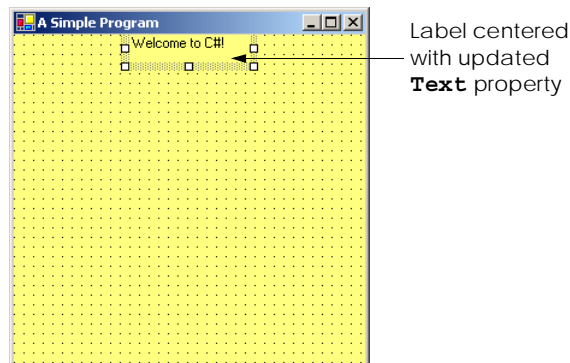 A Simple Program
Welcome to C#!
Label centered
with updated
Text property